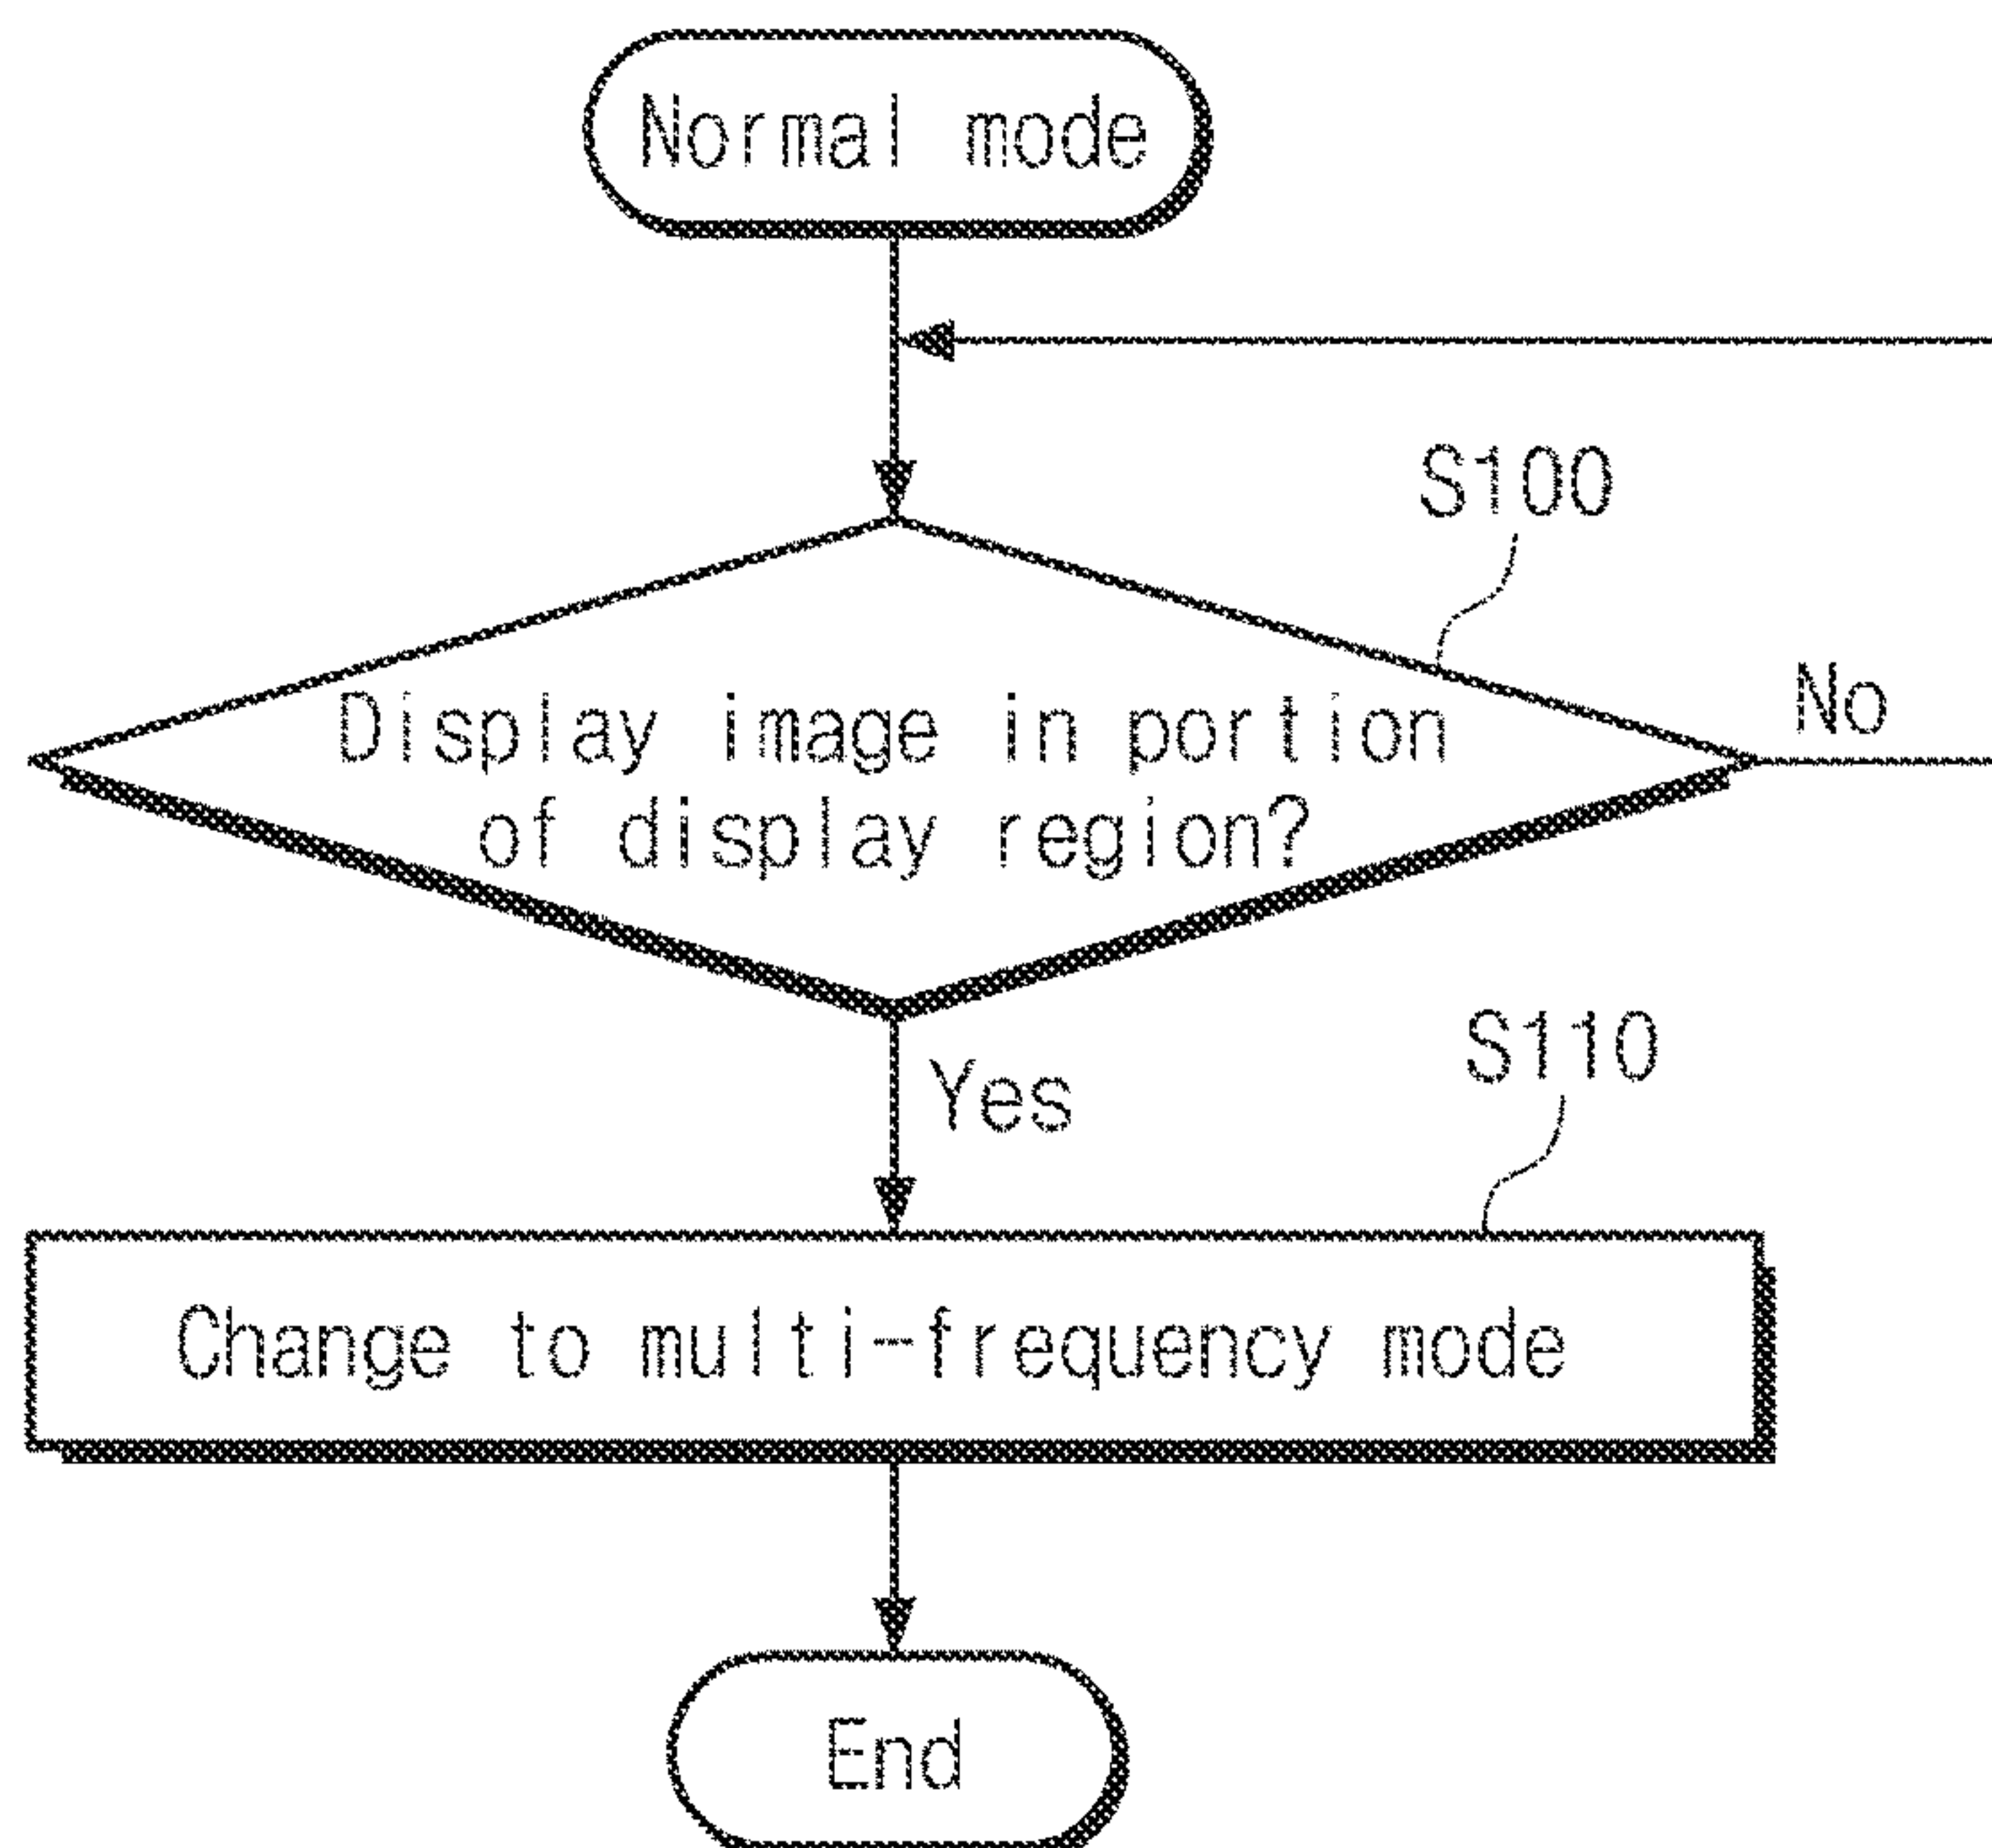 Normal mode
S100
Display image in portion
of display region?
No
Yes
S110
Change to multi-frequency mode
End